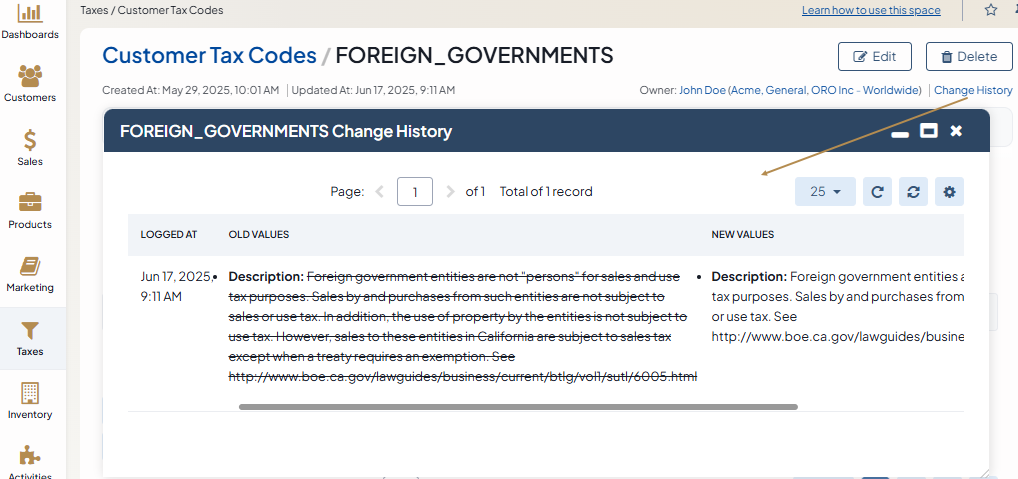 Taxes / Customer Tax Codes
Learn how to use this space
Dashboards
Customers
Sales
Products
Marketing
Taxes
Inventory
Activities
Customer Tax Codes / FOREIGN_GOVERNMENTS
Edit
Delete
Created At: May 29, 2025, 10:01 AM | Updated At: Jun 17, 2025, 9:11 AM
Owner: John Doe (Acme, General, ORO Inc - Worldwide) | Change History
FOREIGN_GOVERNMENTS Change History
Page: 1 of 1 Total of 1 record
25
LOGGED AT OLD VALUES NEW VALUES
Jun 17, 2025,
9:11 AM
Description: Foreign government entities are not "persons" for sales and use
tax purposes. Sales by and purchases from such entities are not subject to
sales or use tax. In addition, the use of property by the entities is not subject to
use tax. However, sales to these entities in California are subject to sales tax
except when a treaty requires an exemption. See
http://www.boe.ca.gov/lawguides/business/current/btlg/vol1/sutl/6005.html
Description: Foreign government entities a
tax purposes. Sales by and purchases from
or use tax. See
http://www.boe.ca.gov/lawguides/busine